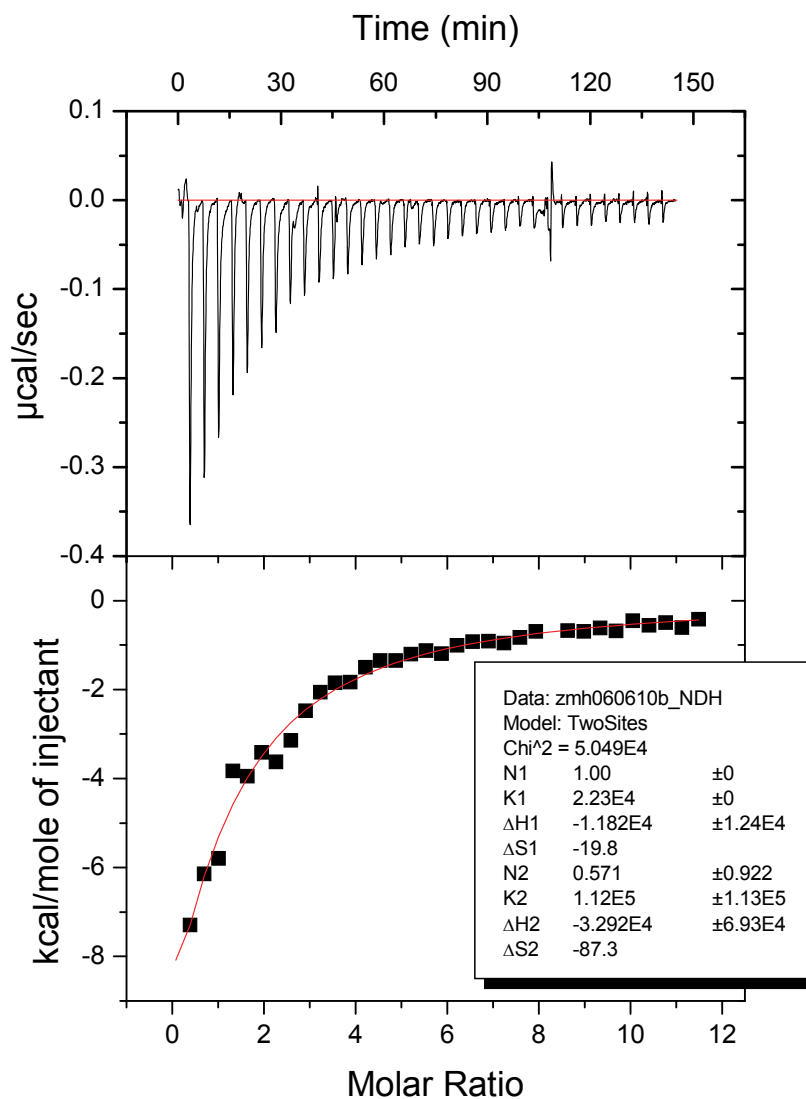 Time (min)
0 30 60 90 120 150
0.1
0.0
-0.1
-0.2
-0.3
-0.4
µcal/sec
0
-2
-4
-6
-8
kcal/mole of injectant
Data: zmh060610b_NDH
Model: TwoSites
Chi^2 = 5.049E4
N1 1.00 ±0
K1 2.23E4 ±0
ΔH1 -1.182E4 ±1.24E4
ΔS1 -19.8
N2 0.571 ±0.922
K2 1.12E5 ±1.13E5
ΔH2 -3.292E4 ±6.93E4
ΔS2 -87.3
0 2 4 6 8 10 12
Molar Ratio